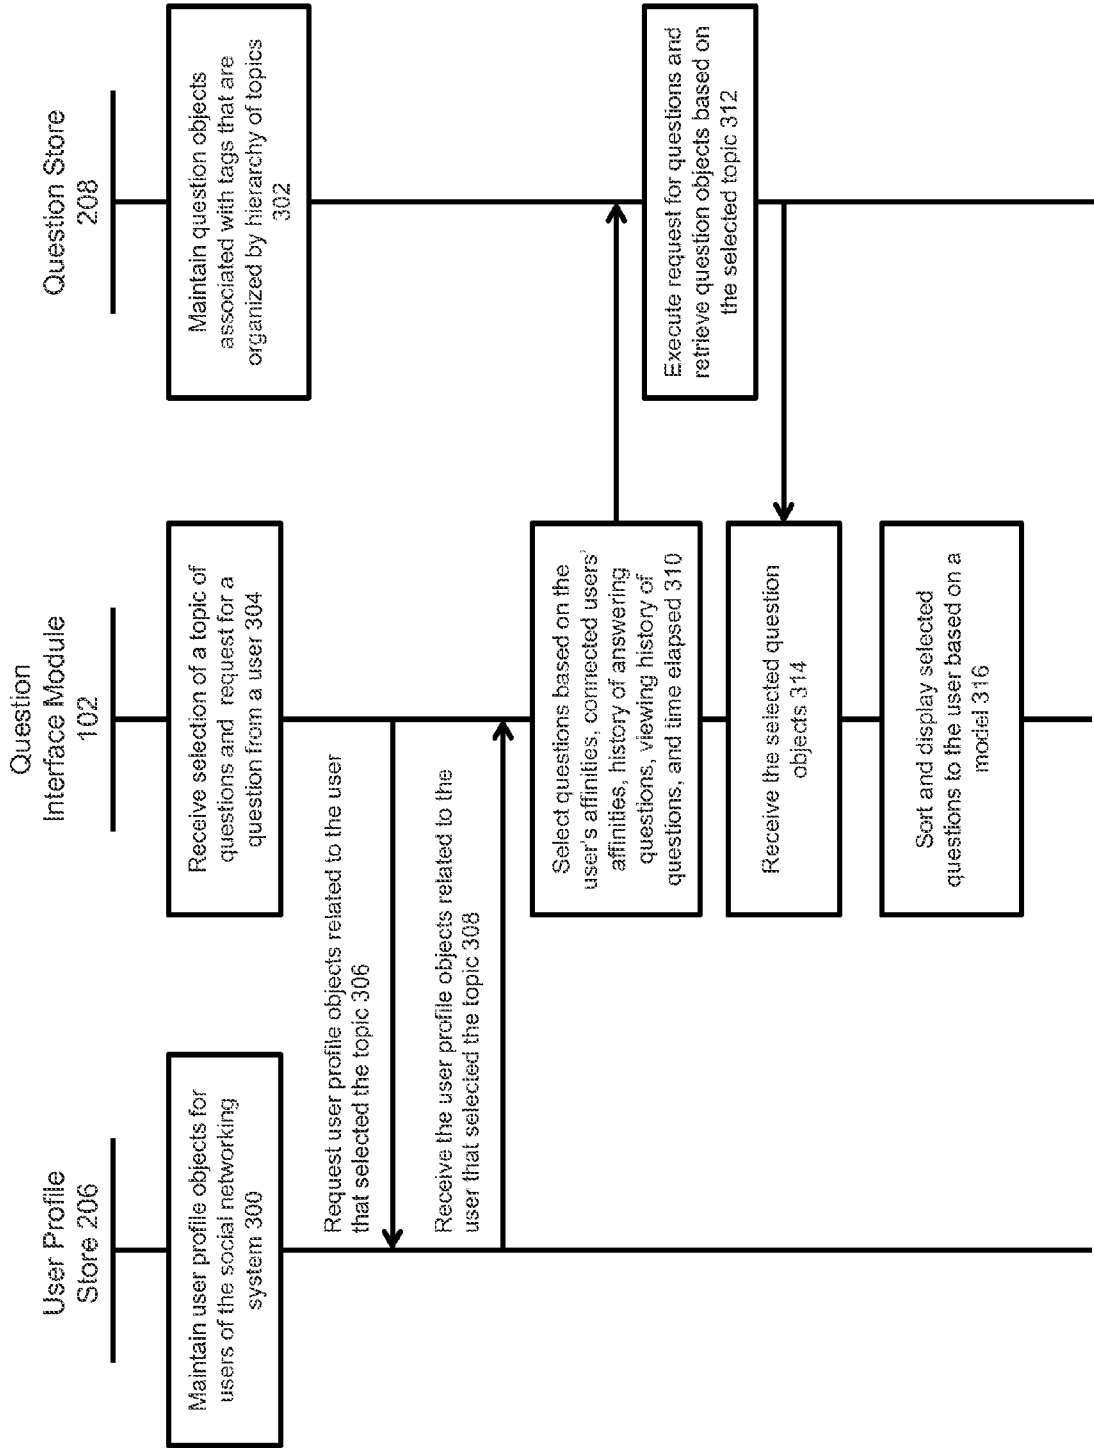 User Profile
Store 206
Question
Interface Module
102
Question Store
208
Maintain user profile objects for
users of the social networking
system 300
Receive selection of a topic of
questions and request for a
question from a user 304
Maintain question objects
associated with tags that are
organized by hierarchy of topics
302
Request user profile objects related to the user
that selected the topic 306
Receive the user profile objects related to the
user that selected the topic 308
Select questions based on the
user's affinities, connected users'
affinities, history of answering
questions, viewing history of
questions, and time elapsed 310
Execute request for questions and
retrieve question objects based on
the selected topic 312
Receive the selected question
objects 314
Sort and display selected
questions to the user based on a
model 316